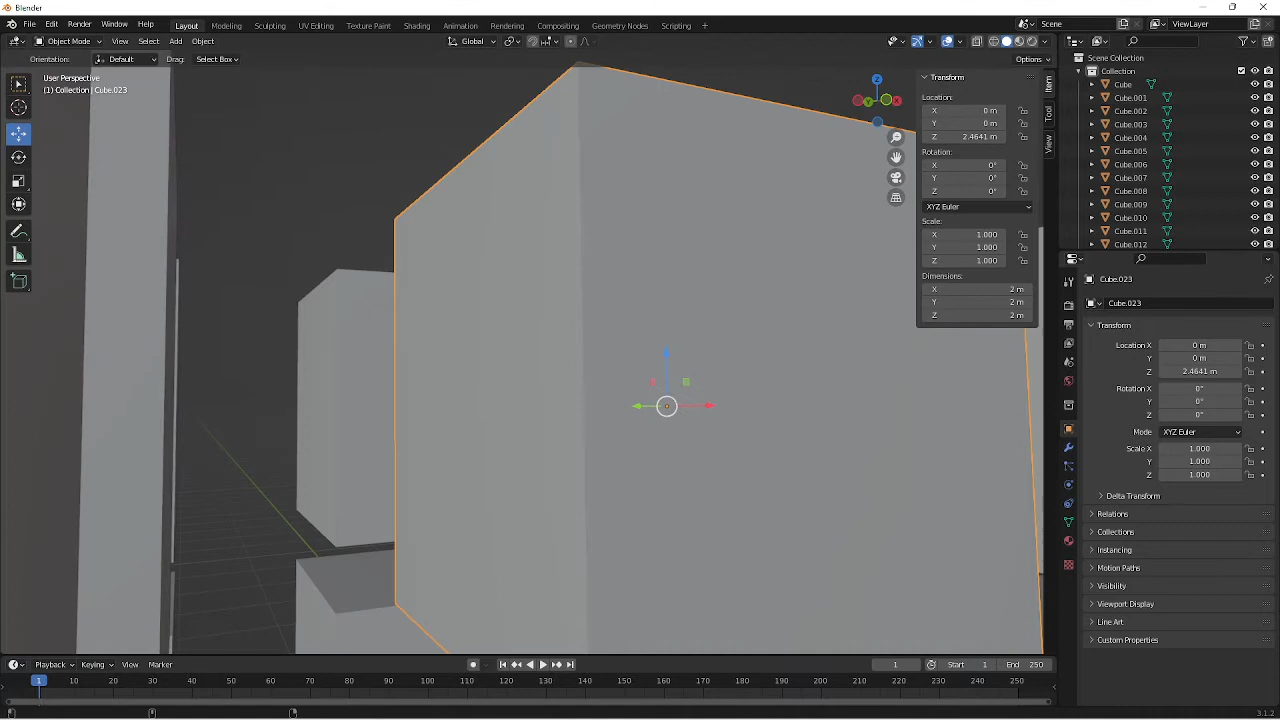 Blender
File Edit Render Window Help Layout Modeling Sculpting UV Editing Texture Paint Shading Animation Rendering Compositing Geometry Nodes Scripting + Scene ViewLayer
Object Mode View Select Add Object Global
Orientation: Default Drag: Select Box Options
User Perspective
(1) Collection | Cube.023
Z
Y
X
Transform
Location:
X 0 m
Y 0 m
Z 2.4641 m
Rotation:
X 0°
Y 0°
Z 0°
XYZ Euler
Scale:
X 1.000
Y 1.000
Z 1.000
Dimensions:
X 2 m
Y 2 m
Z 2 m
Item
Tool
View
Scene Collection
Collection
Cube
Cube.001
Cube.002
Cube.003
Cube.004
Cube.005
Cube.006
Cube.007
Cube.008
Cube.009
Cube.010
Cube.011
Cube.012
Cube.023
Cube.023
Transform
Location X 0 m
Y 0 m
Z 2.4641 m
Rotation X 0°
Y 0°
Z 0°
Mode XYZ Euler
Scale X 1.000
Y 1.000
Z 1.000
Delta Transform
Relations
Collections
Instancing
Motion Paths
Visibility
Viewport Display
Line Art
Custom Properties
Playback Keying View Marker 1 Start 1 End 250
1 10 20 30 40 50 60 70 80 90 100 110 120 130 140 150 160 170 180 190 200 210 220 230 240 250
3.1.2